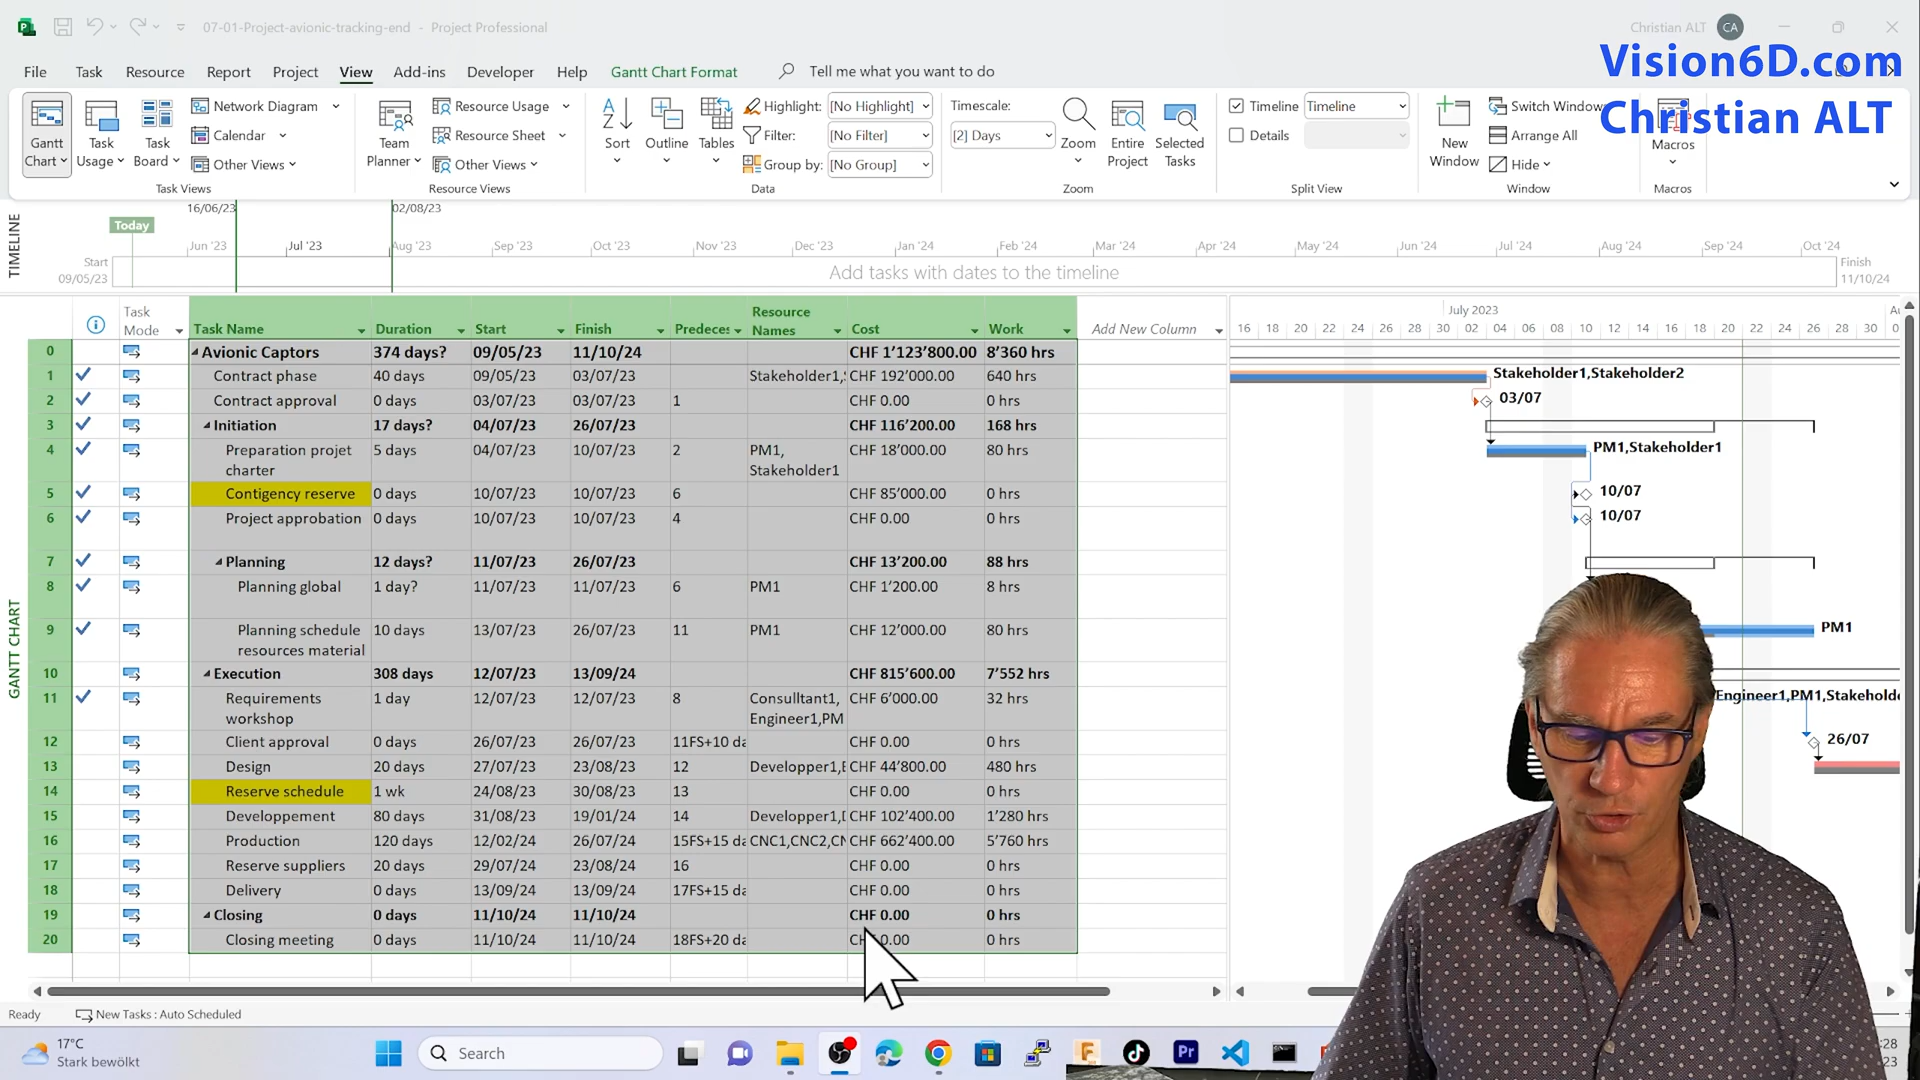 07-01-Project-avionic-tracking-end - Project Professional
Christian ALT CA
Vision6D.com
Christian ALT
File Task Resource Report Project View Add-ins Developer Help Gantt Chart Format Tell me what you want to do
Gantt Chart
Task Usage
Task Board
Network Diagram
Calendar
Other Views
Task Views
Team Planner
Resource Usage
Resource Sheet
Other Views
Resource Views
Sort
Outline
Tables
Highlight: [No Highlight]
Filter: [No Filter]
Group by: [No Group]
Data
Timescale:
[2] Days
Zoom
Entire Project
Selected Tasks
Zoom
Timeline Timeline
Details
Split View
New Window
Switch Window
Arrange All
Hide
Window
Macros
Macros
TIMELINE
16/06/23 02/08/23
Today
Jun '23 Jul '23 Aug '23 Sep '23 Oct '23 Nov '23 Dec '23 Jan '24 Feb '24 Mar '24 Apr '24 May '24 Jun '24 Jul '24 Aug '24 Sep '24 Oct '24
Start
09/05/23
Add tasks with dates to the timeline
Finish
11/10/24
GANTT CHART
Task Mode Task Name Duration Start Finish Predeces Resource Names Cost Work Add New Column
0 Avionic Captors 374 days? 09/05/23 11/10/24 CHF 1'123'800.00 8'360 hrs
1 Contract phase 40 days 09/05/23 03/07/23 Stakeholder1, CHF 192'000.00 640 hrs
2 Contract approval 0 days 03/07/23 03/07/23 1 CHF 0.00 0 hrs
3 Initiation 17 days? 04/07/23 26/07/23 CHF 116'200.00 168 hrs
4 Preparation projet charter 5 days 04/07/23 10/07/23 2 PM1, Stakeholder1 CHF 18'000.00 80 hrs
5 Contigency reserve 0 days 10/07/23 10/07/23 6 CHF 85'000.00 0 hrs
6 Project approbation 0 days 10/07/23 10/07/23 4 CHF 0.00 0 hrs
7 Planning 12 days? 11/07/23 26/07/23 CHF 13'200.00 88 hrs
8 Planning global 1 day? 11/07/23 11/07/23 6 PM1 CHF 1'200.00 8 hrs
9 Planning schedule resources material 10 days 13/07/23 26/07/23 11 PM1 CHF 12'000.00 80 hrs
10 Execution 308 days 12/07/23 13/09/24 CHF 815'600.00 7'552 hrs
11 Requirements workshop 1 day 12/07/23 12/07/23 8 Consulltant1, Engineer1,PM CHF 6'000.00 32 hrs
12 Client approval 0 days 26/07/23 26/07/23 11FS+10 da CHF 0.00 0 hrs
13 Design 20 days 27/07/23 23/08/23 12 Developper1,E CHF 44'800.00 480 hrs
14 Reserve schedule 1 wk 24/08/23 30/08/23 13 CHF 0.00 0 hrs
15 Developpement 80 days 31/08/23 19/01/24 14 Developper1,D CHF 102'400.00 1'280 hrs
16 Production 120 days 12/02/24 26/07/24 15FS+15 da CNC1,CNC2,CN CHF 662'400.00 5'760 hrs
17 Reserve suppliers 20 days 29/07/24 23/08/24 16 CHF 0.00 0 hrs
18 Delivery 0 days 13/09/24 13/09/24 17FS+15 da CHF 0.00 0 hrs
19 Closing 0 days 11/10/24 11/10/24 CHF 0.00 0 hrs
20 Closing meeting 0 days 11/10/24 11/10/24 18FS+20 da CHF 0.00 0 hrs
July 2023
16 18 20 22 24 26 28 30 02 04 06 08 10 12 14 16 18 20 22 24 26 28 30
Stakeholder1,Stakeholder2
03/07
PM1,Stakeholder1
10/07
10/07
PM1
Engineer1,PM1,Stakeholde
26/07
Ready New Tasks : Auto Scheduled
17°C
Stark bewölkt
Search
Pr
:28
23